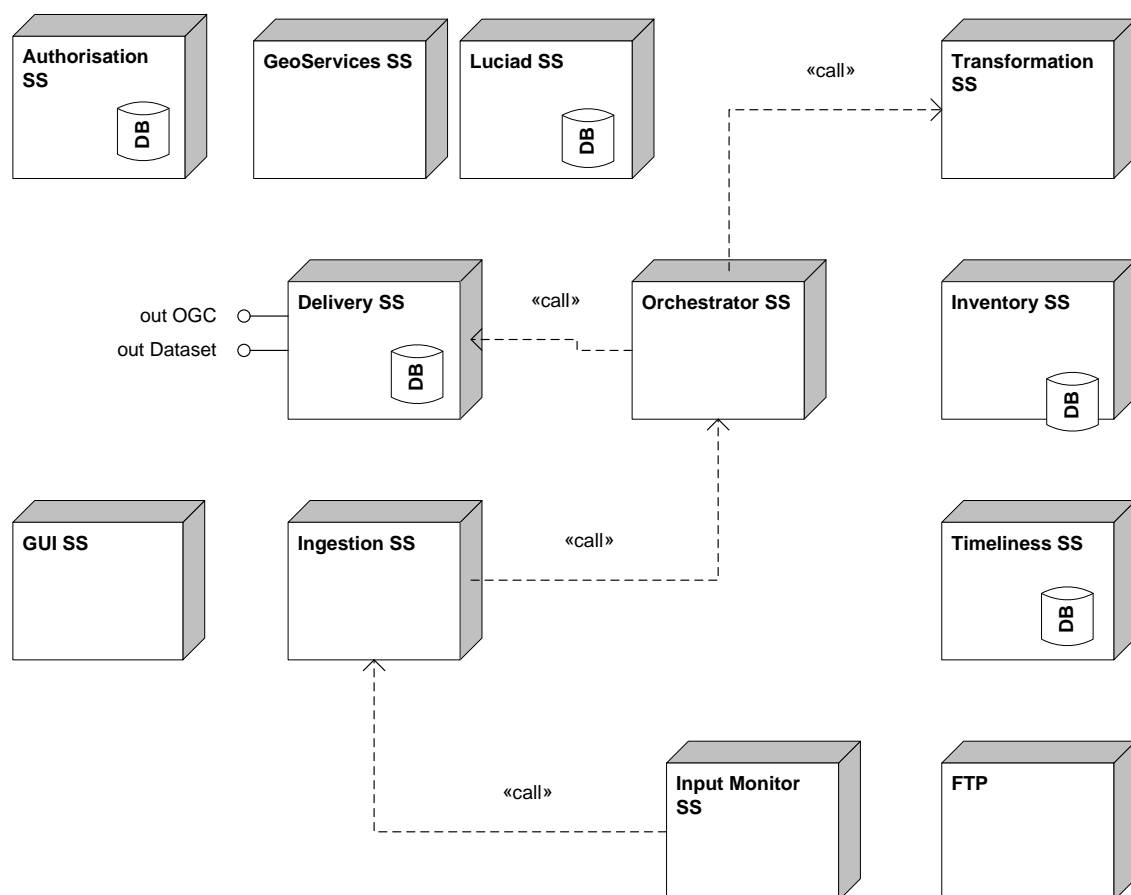 Authorisation
SS
DB
GeoServices SS
Luciad SS
DB
«call»
Transformation
SS
out OGC
out Dataset
Delivery SS
DB
«call»
Orchestrator SS
Inventory SS
DB
GUI SS
Ingestion SS
«call»
Timeliness SS
DB
«call»
Input Monitor
SS
FTP